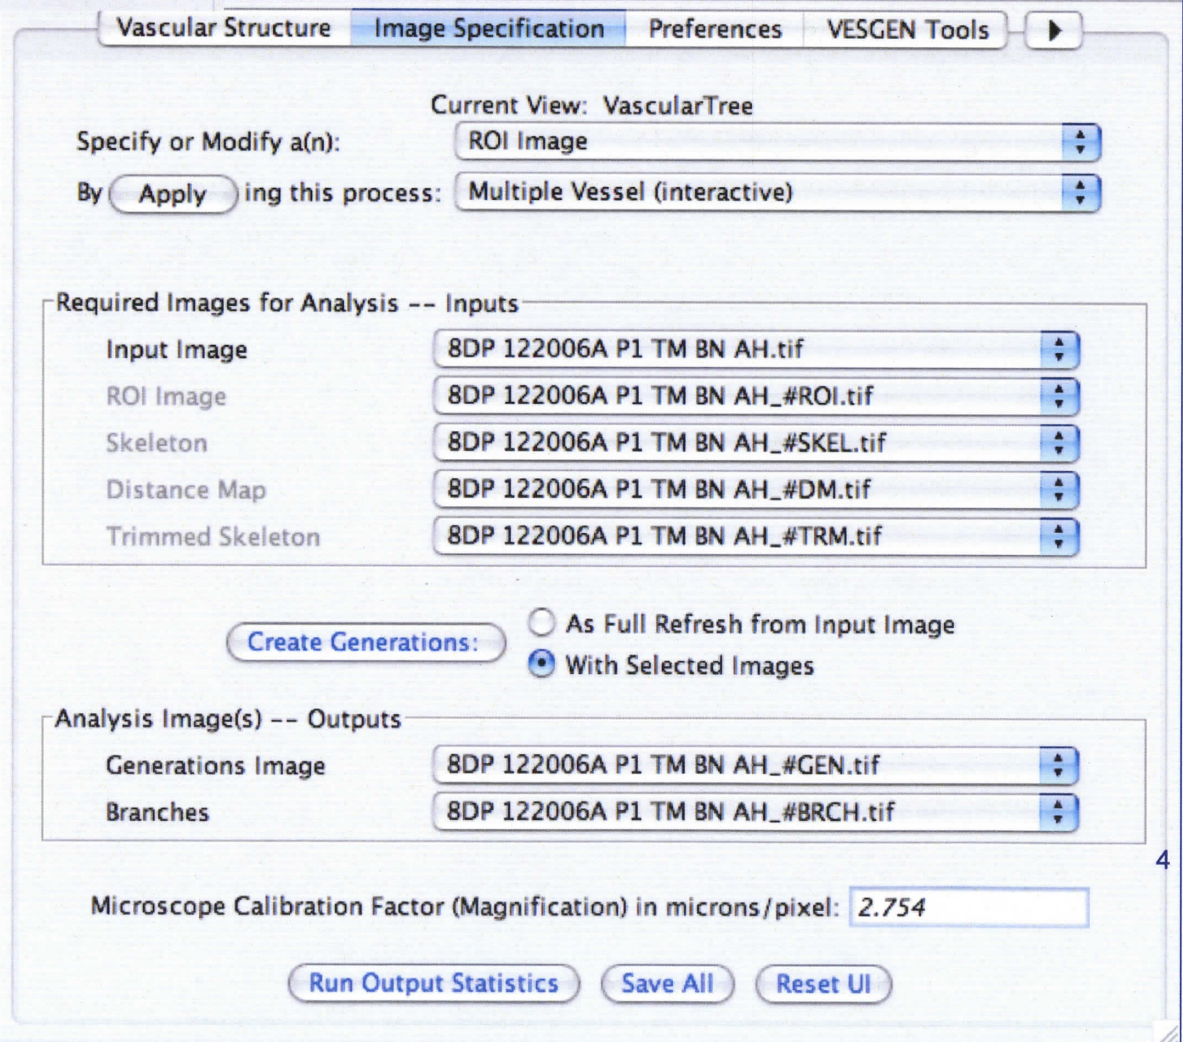 Vascular Structure Image Specification Preferences VESGEN Tools
Current View: VascularTree
Specify or Modify a(n): ROI Image
By Apply ing this process: Multiple Vessel (interactive)
Required Images for Analysis -- Inputs
Input Image 8DP 122006A P1 TM BN AH.tif
ROI Image 8DP 122006A P1 TM BN AH_#ROI.tif
Skeleton 8DP 122006A P1 TM BN AH_#SKEL.tif
Distance Map 8DP 122006A P1 TM BN AH_#DM.tif
Trimmed Skeleton 8DP 122006A P1 TM BN AH_#TRM.tif
As Full Refresh from Input Image
Create Generations:
With Selected Images
Analysis Image(s) -- Outputs
Generations Image 8DP 122006A P1 TM BN AH_#GEN.tif
Branches 8DP 122006A P1 TM BN AH_#BRCH.tif
4
Microscope Calibration Factor (Magnification) in microns/pixel: 2.754
Run Output Statistics Save All Reset UI